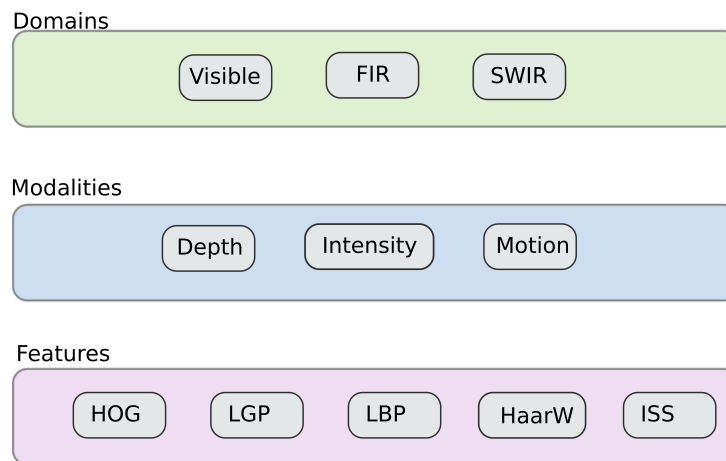 Domains
Visible FIR SWIR
Modalities
Depth Intensity Motion
Features
HOG LGP LBP HaarW ISS